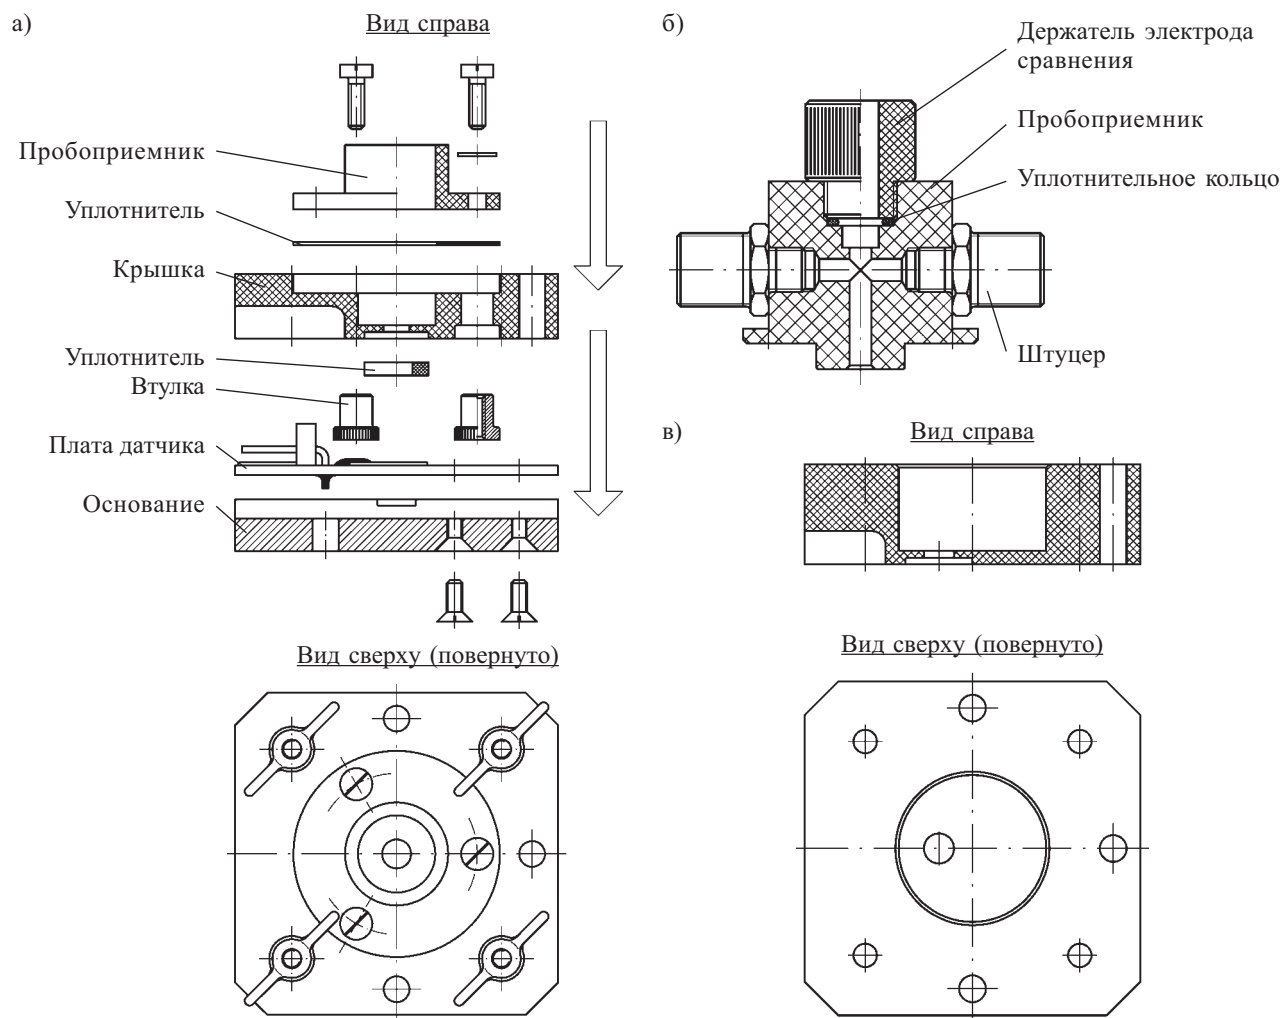 а)
Вид справа
Пробоприемник
Уплотнитель
Крышка
Уплотнитель
Втулка
Плата датчика
Основание
Вид сверху (повернуто)
б)
Держатель электрода
сравнения
Пробоприемник
Уплотнительное кольцо
Штуцер
в)
Вид справа
Вид сверху (повернуто)